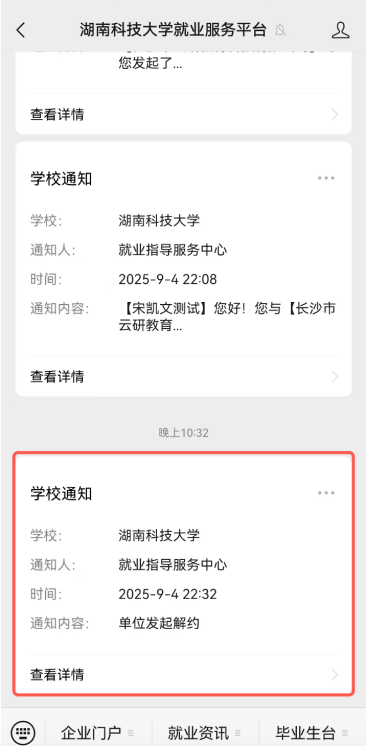 湖南科技大学就业服务平台
您发起了...
查看详情
学校通知
学校: 湖南科技大学
通知人: 就业指导服务中心
时间: 2025-9-4 22:08
通知内容: 【宋凯文测试】您好！您与【长沙市
云研教育...
查看详情
晚上10:32
学校通知
学校: 湖南科技大学
通知人: 就业指导服务中心
时间: 2025-9-4 22:32
通知内容: 单位发起解约
查看详情
企业门户 就业资讯 毕业生台